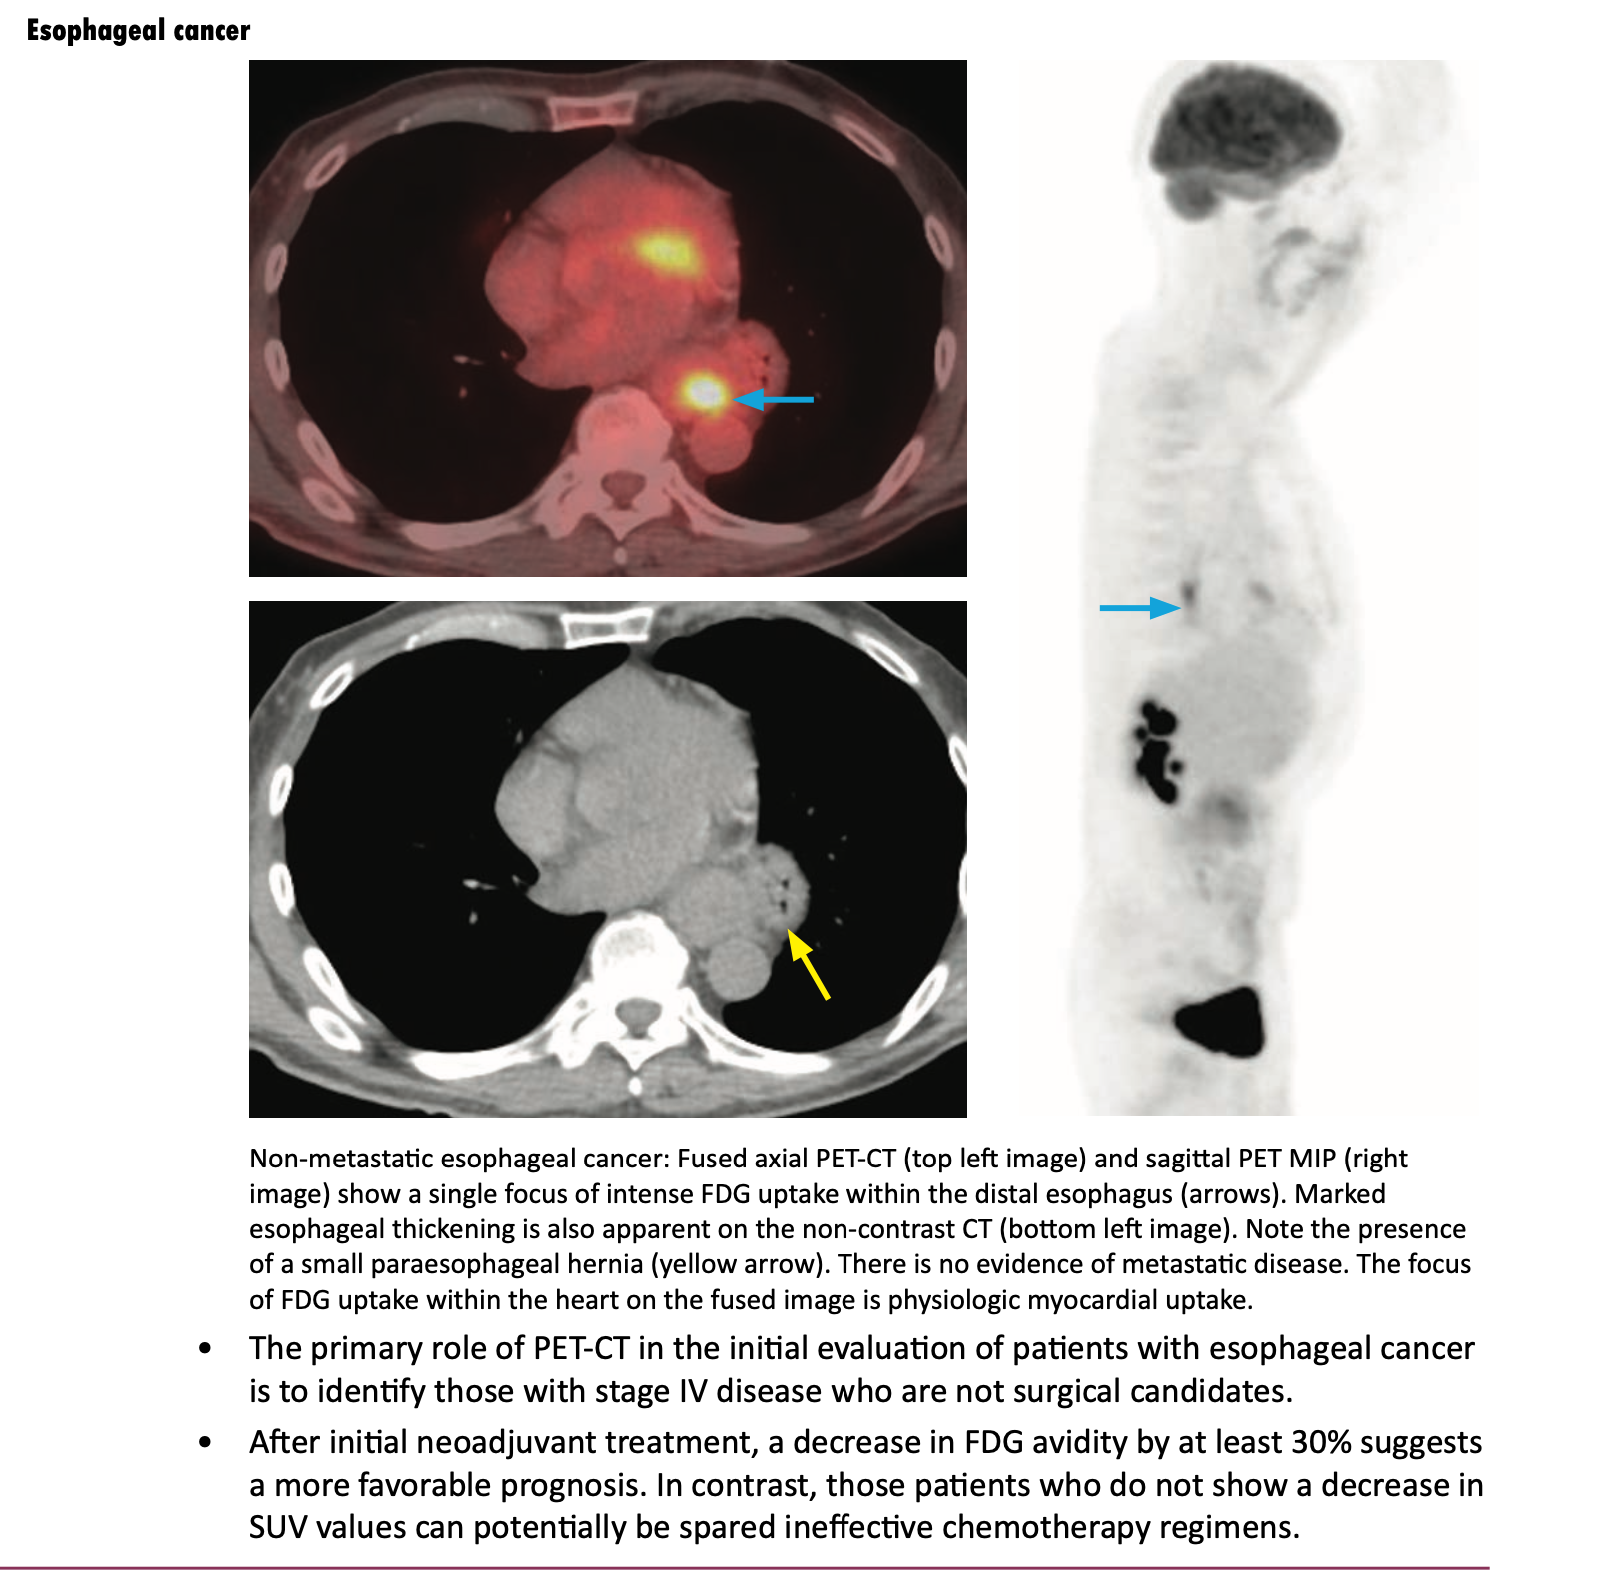 Esophageal cancer
Non-metastatic esophageal cancer: Fused axial PET-CT (top left image) and sagittal PET MIP (right
image) show a single focus of intense FDG uptake within the distal esophagus (arrows). Marked
esophageal thickening is also apparent on the non-contrast CT (bottom left image). Note the presence
of a small paraesophageal hernia (yellow arrow). There is no evidence of metastatic disease. The focus
of FDG uptake within the heart on the fused image is physiologic myocardial uptake.
• The primary role of PET-CT in the initial evaluation of patients with esophageal cancer
is to identify those with stage IV disease who are not surgical candidates.
• After initial neoadjuvant treatment, a decrease in FDG avidity by at least 30% suggests
a more favorable prognosis. In contrast, those patients who do not show a decrease in
SUV values can potentially be spared ineffective chemotherapy regimens.